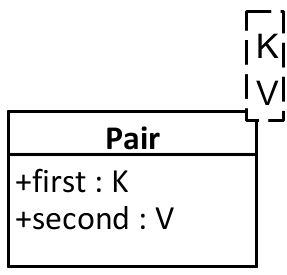 K
V
Pair
+first : K
+second : V